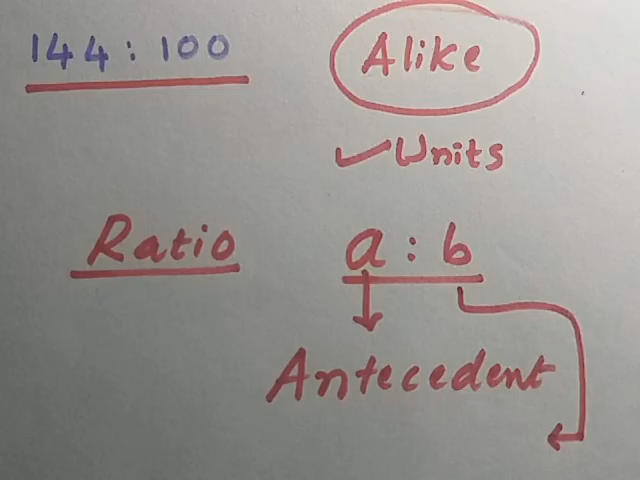 144 : 100 Alike
✓ Units
Ratio a : b
Antecedent